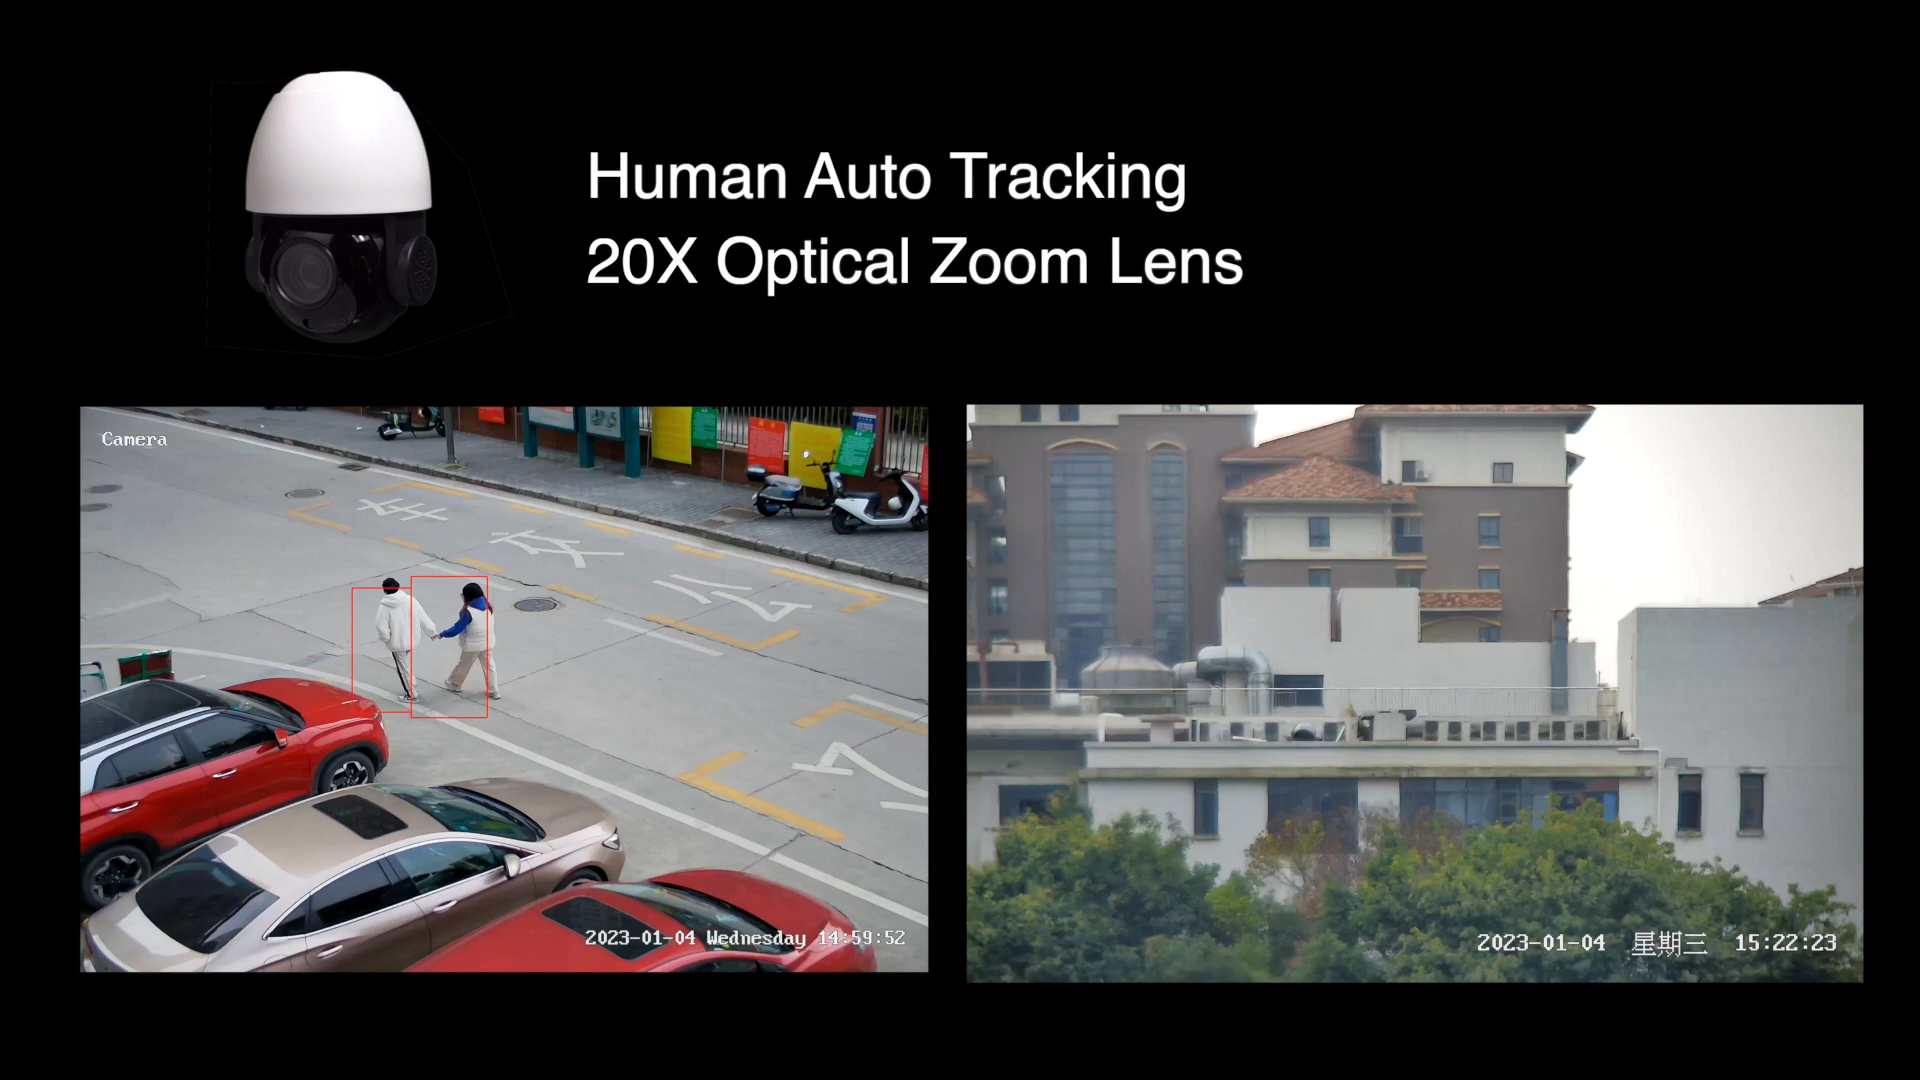 Human Auto Tracking
20X Optical Zoom Lens
Camera
2023-01-04 Wednesday 14:59:52
2023-01-04 星期三 15:22:23